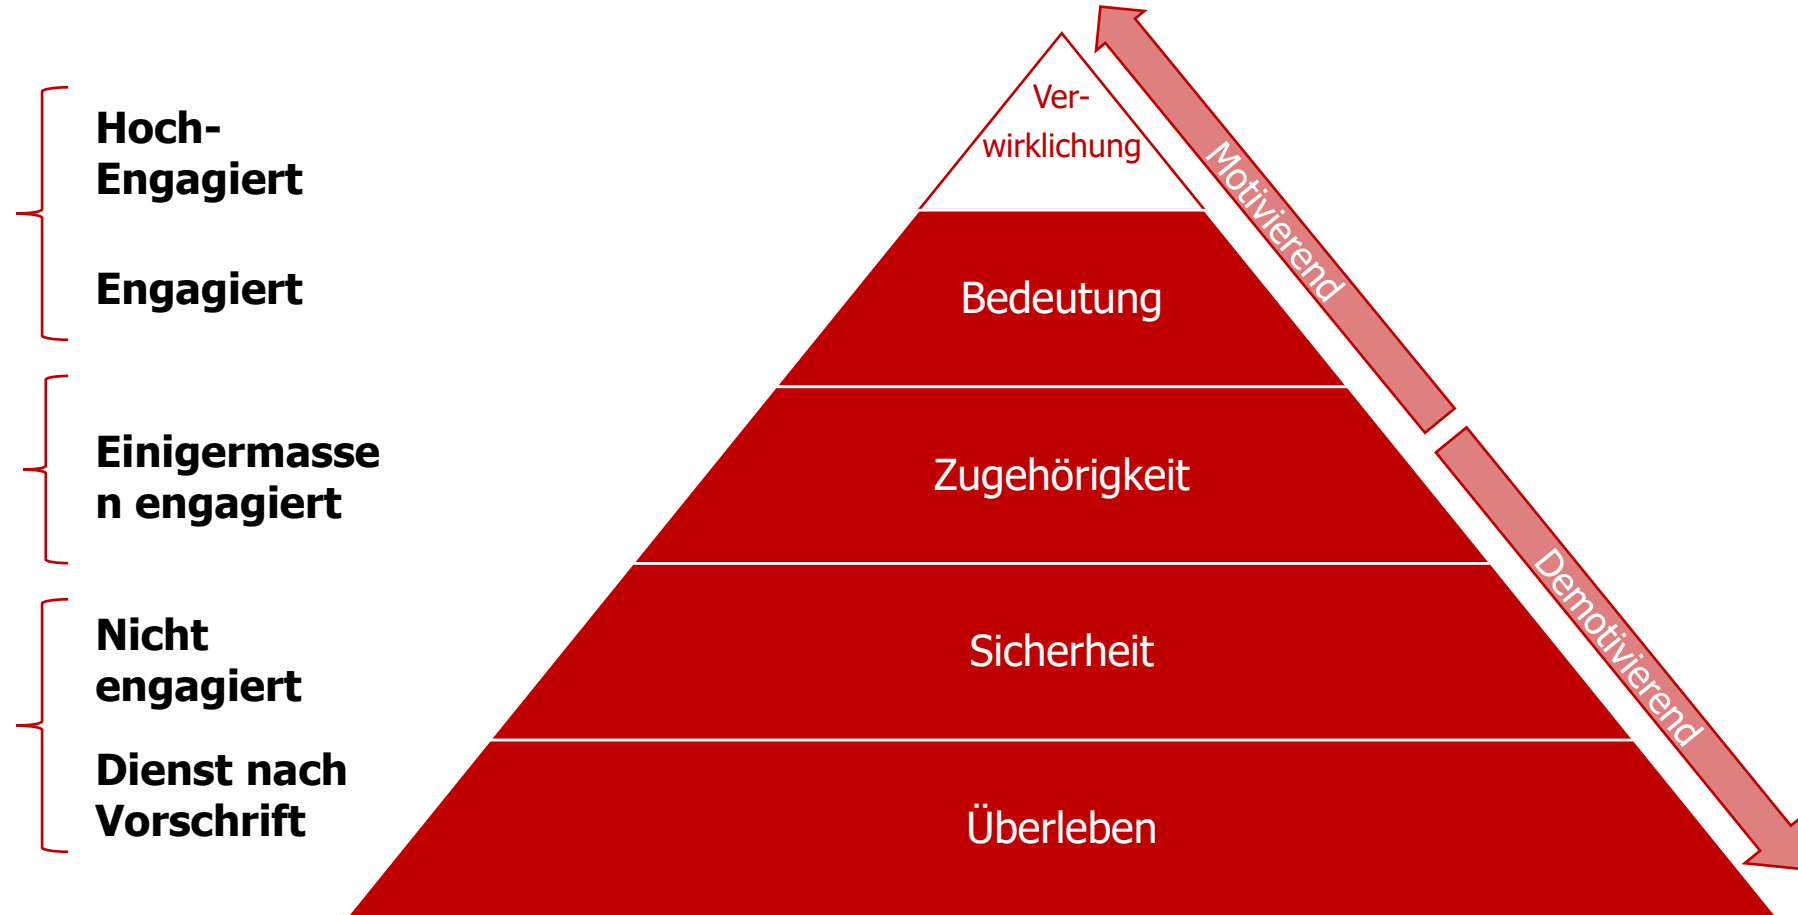 Hoch-
Engagiert
Engagiert
Einigermasse
n engagiert
Nicht
engagiert
Dienst nach
Vorschrift
Ver-
wirklichung
Bedeutung
Zugehörigkeit
Sicherheit
Überleben
Motivierend
Demotivierend